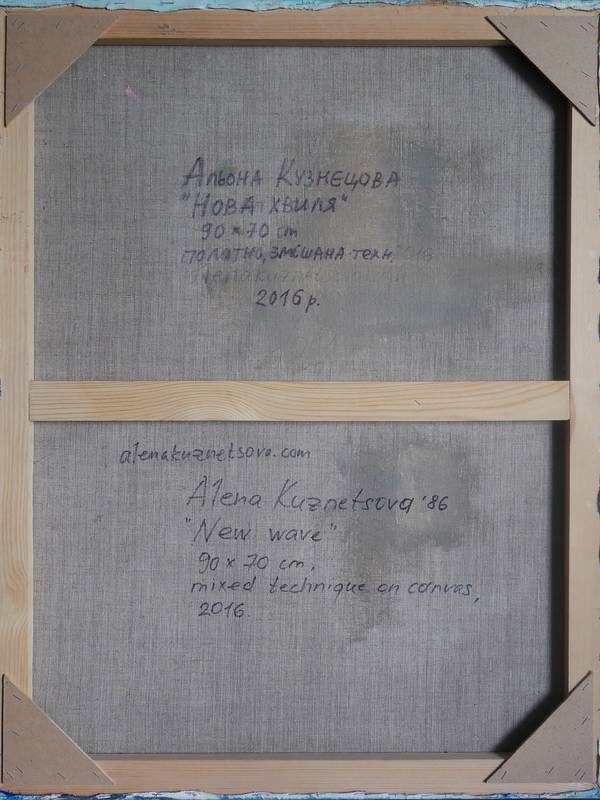 Альона Кузнєцова
"Нова хвиля"
90 × 70 cm
полотно, змішана техн.
2016 р.
alenakuznetsova.com
Alena Kuznetsova '86
"New wave"
90 x 70 cm,
mixed technique on canvas,
2016